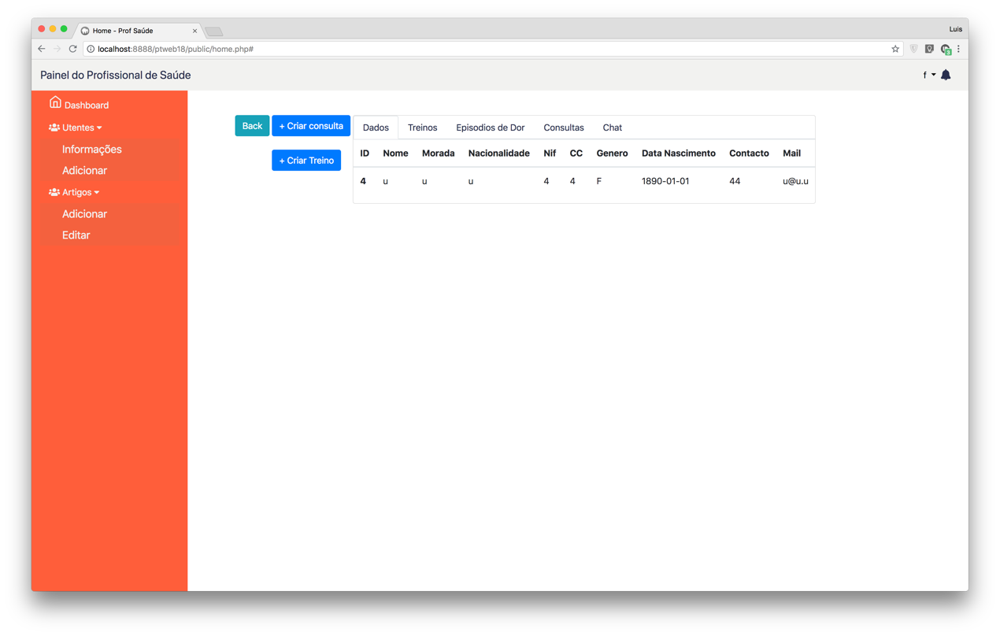 Home - Prof Saúde
Luis
localhost:8888/ptweb18/public/home.php#
3
Painel do Profissional de Saúde
f
Dashboard
Utentes
Informações
Adicionar
Artigos
Adicionar
Editar
Back
+ Criar consulta
+ Criar Treino
Dados Treinos Episodios de Dor Consultas Chat
ID Nome Morada Nacionalidade Nif CC Genero Data Nascimento Contacto Mail
4 u u u 4 4 F 1890-01-01 44 u@u.u